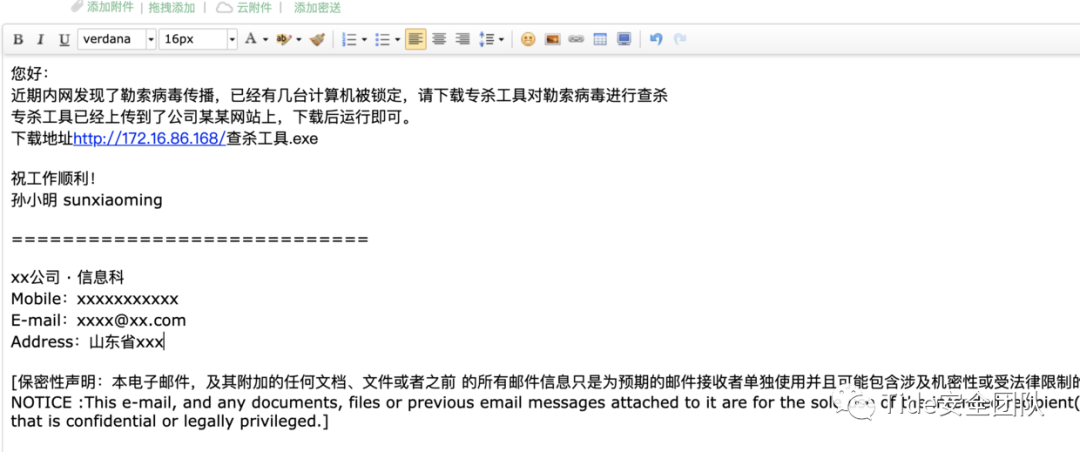 添加附件 | 拖拽添加 | 云附件 | 添加密送
B I U verdana 16px A ab
您好：
近期内网发现了勒索病毒传播，已经有几台计算机被锁定，请下载专杀工具对勒索病毒进行查杀
专杀工具已经上传到了公司某某网站上，下载后运行即可。
下载地址http://172.16.86.168/查杀工具.exe
祝工作顺利！
孙小明 sunxiaoming
============================
xx公司 · 信息科
Mobile：xxxxxxxxxxx
E-mail：xxxx@xx.com
Address：山东省xxx
[保密性声明：本电子邮件，及其附加的任何文档、文件或者之前 的所有邮件信息只是为预期的邮件接收者单独使用并且可能包含涉及机密性或受法律限制的
NOTICE :This e-mail, and any documents, files or previous email messages attached to it are for the sole use of the intended recipient(
that is confidential or legally privileged.]
Tide安全团队